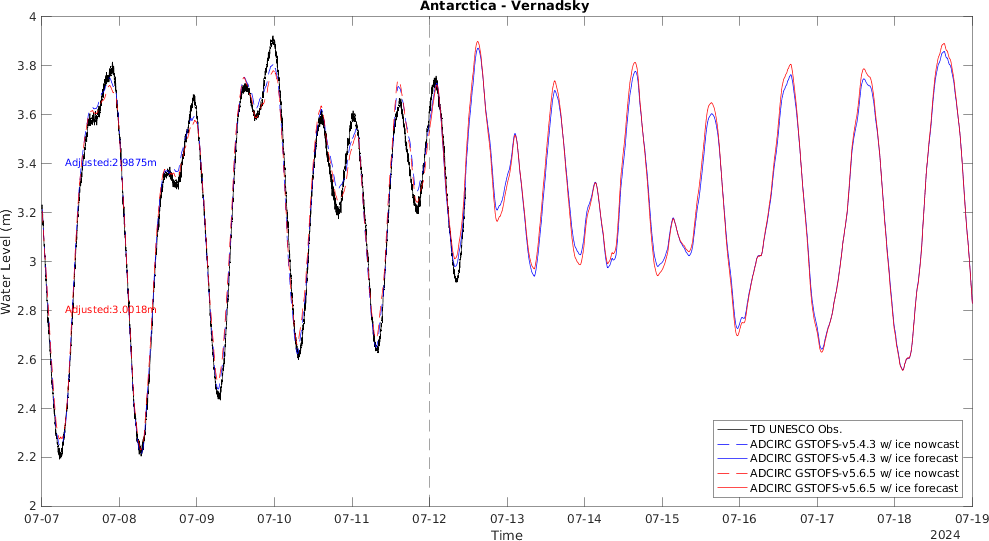 Antarctica - Vernadsky
4
3.8
3.6
3.4
3.2
3
2.8
2.6
2.4
2.2
2
Water Level (m)
Adjusted:2.9875m
Adjusted:3.0018m
TD UNESCO Obs.
ADCIRC GSTOFS-v5.4.3 w/ ice nowcast
ADCIRC GSTOFS-v5.4.3 w/ ice forecast
ADCIRC GSTOFS-v5.6.5 w/ ice nowcast
ADCIRC GSTOFS-v5.6.5 w/ ice forecast
07-07 07-08 07-09 07-10 07-11 07-12 07-13 07-14 07-15 07-16 07-17 07-18 07-19
Time
2024